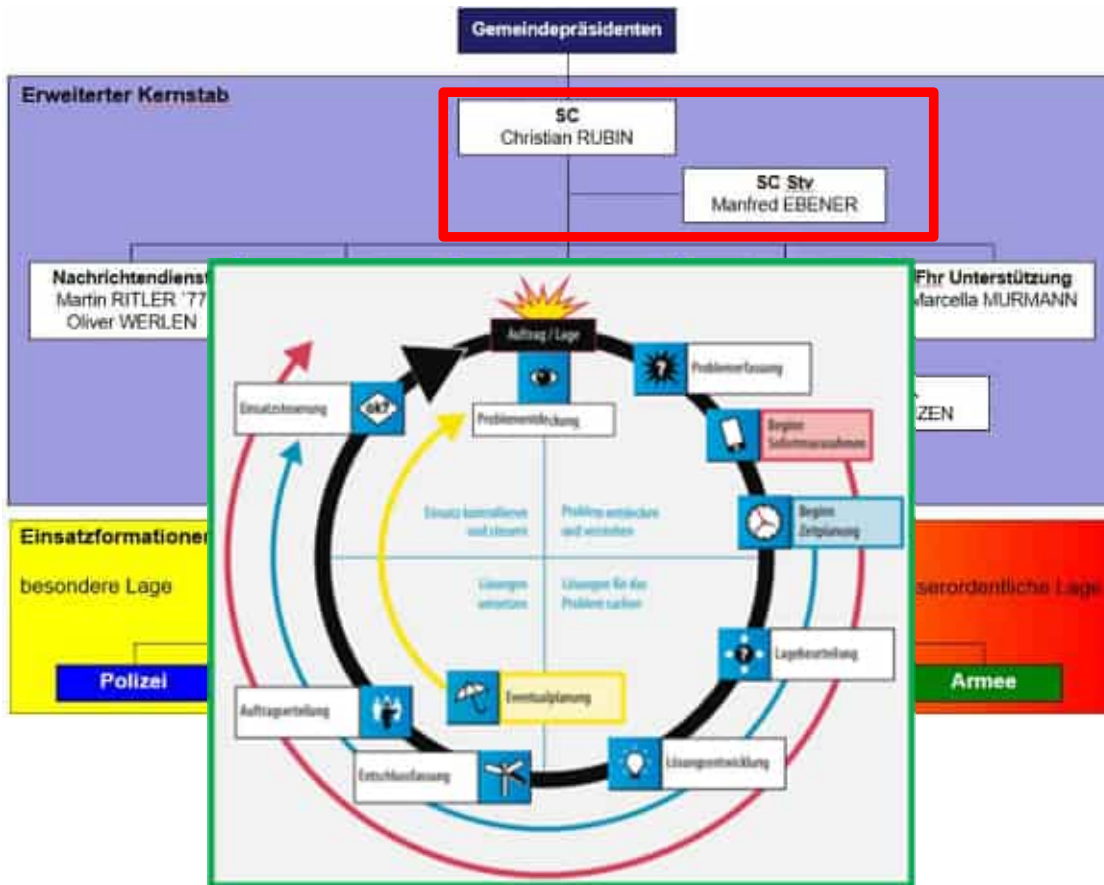 Gemeindepräsidenten
Erweiterter Kernstab
SC
Christian RUBIN
SC Stv
Manfred EBENER
Nachrichtendienst
Martin RITLER '77
Oliver WERLEN
Fhr Unterstützung
Marcella MURMANN
ZEN
Auftrag / Lage
Problemerfassung
Einsatzsteuerung
ok?
Problementdeckung
Beginn
Sofortmassnahmen
Beginn
Zeitplanung
Einsatz kontrollieren
und steuern
Problem entdecken
und verstehen
Lösungen
umsetzen
Lösungen für das
Problem suchen
Lagebeurteilung
Eventualplanung
Auftragserteilung
Entschlussfassung
Lösungsentwicklung
Einsatzformationen
besondere Lage
serordentliche Lage
Polizei
Armee